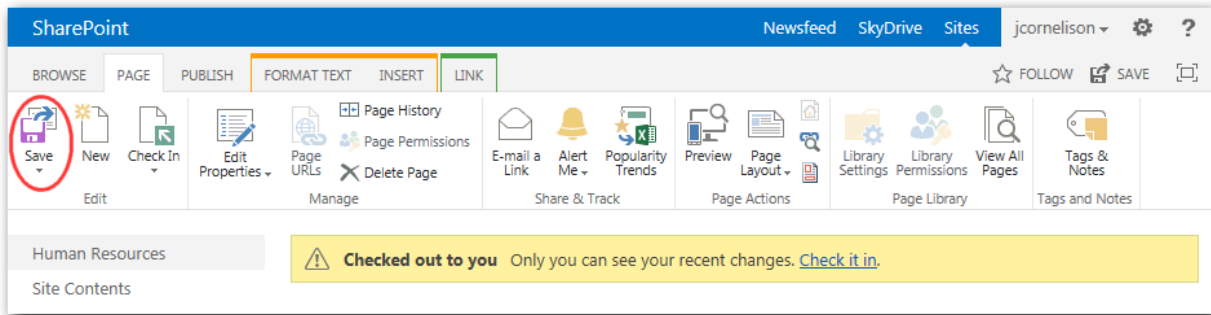 SharePoint Newsfeed SkyDrive Sites jcornelison ?
BROWSE PAGE PUBLISH FORMAT TEXT INSERT LINK FOLLOW SAVE
Save New Check In Edit Properties Page URLs Page History Page Permissions Delete Page E-mail a Link Alert Me Popularity Trends Preview Page Layout Library Settings Library Permissions View All Pages Tags & Notes
Edit Manage Share & Track Page Actions Page Library Tags and Notes
Human Resources
Checked out to you Only you can see your recent changes. Check it in.
Site Contents